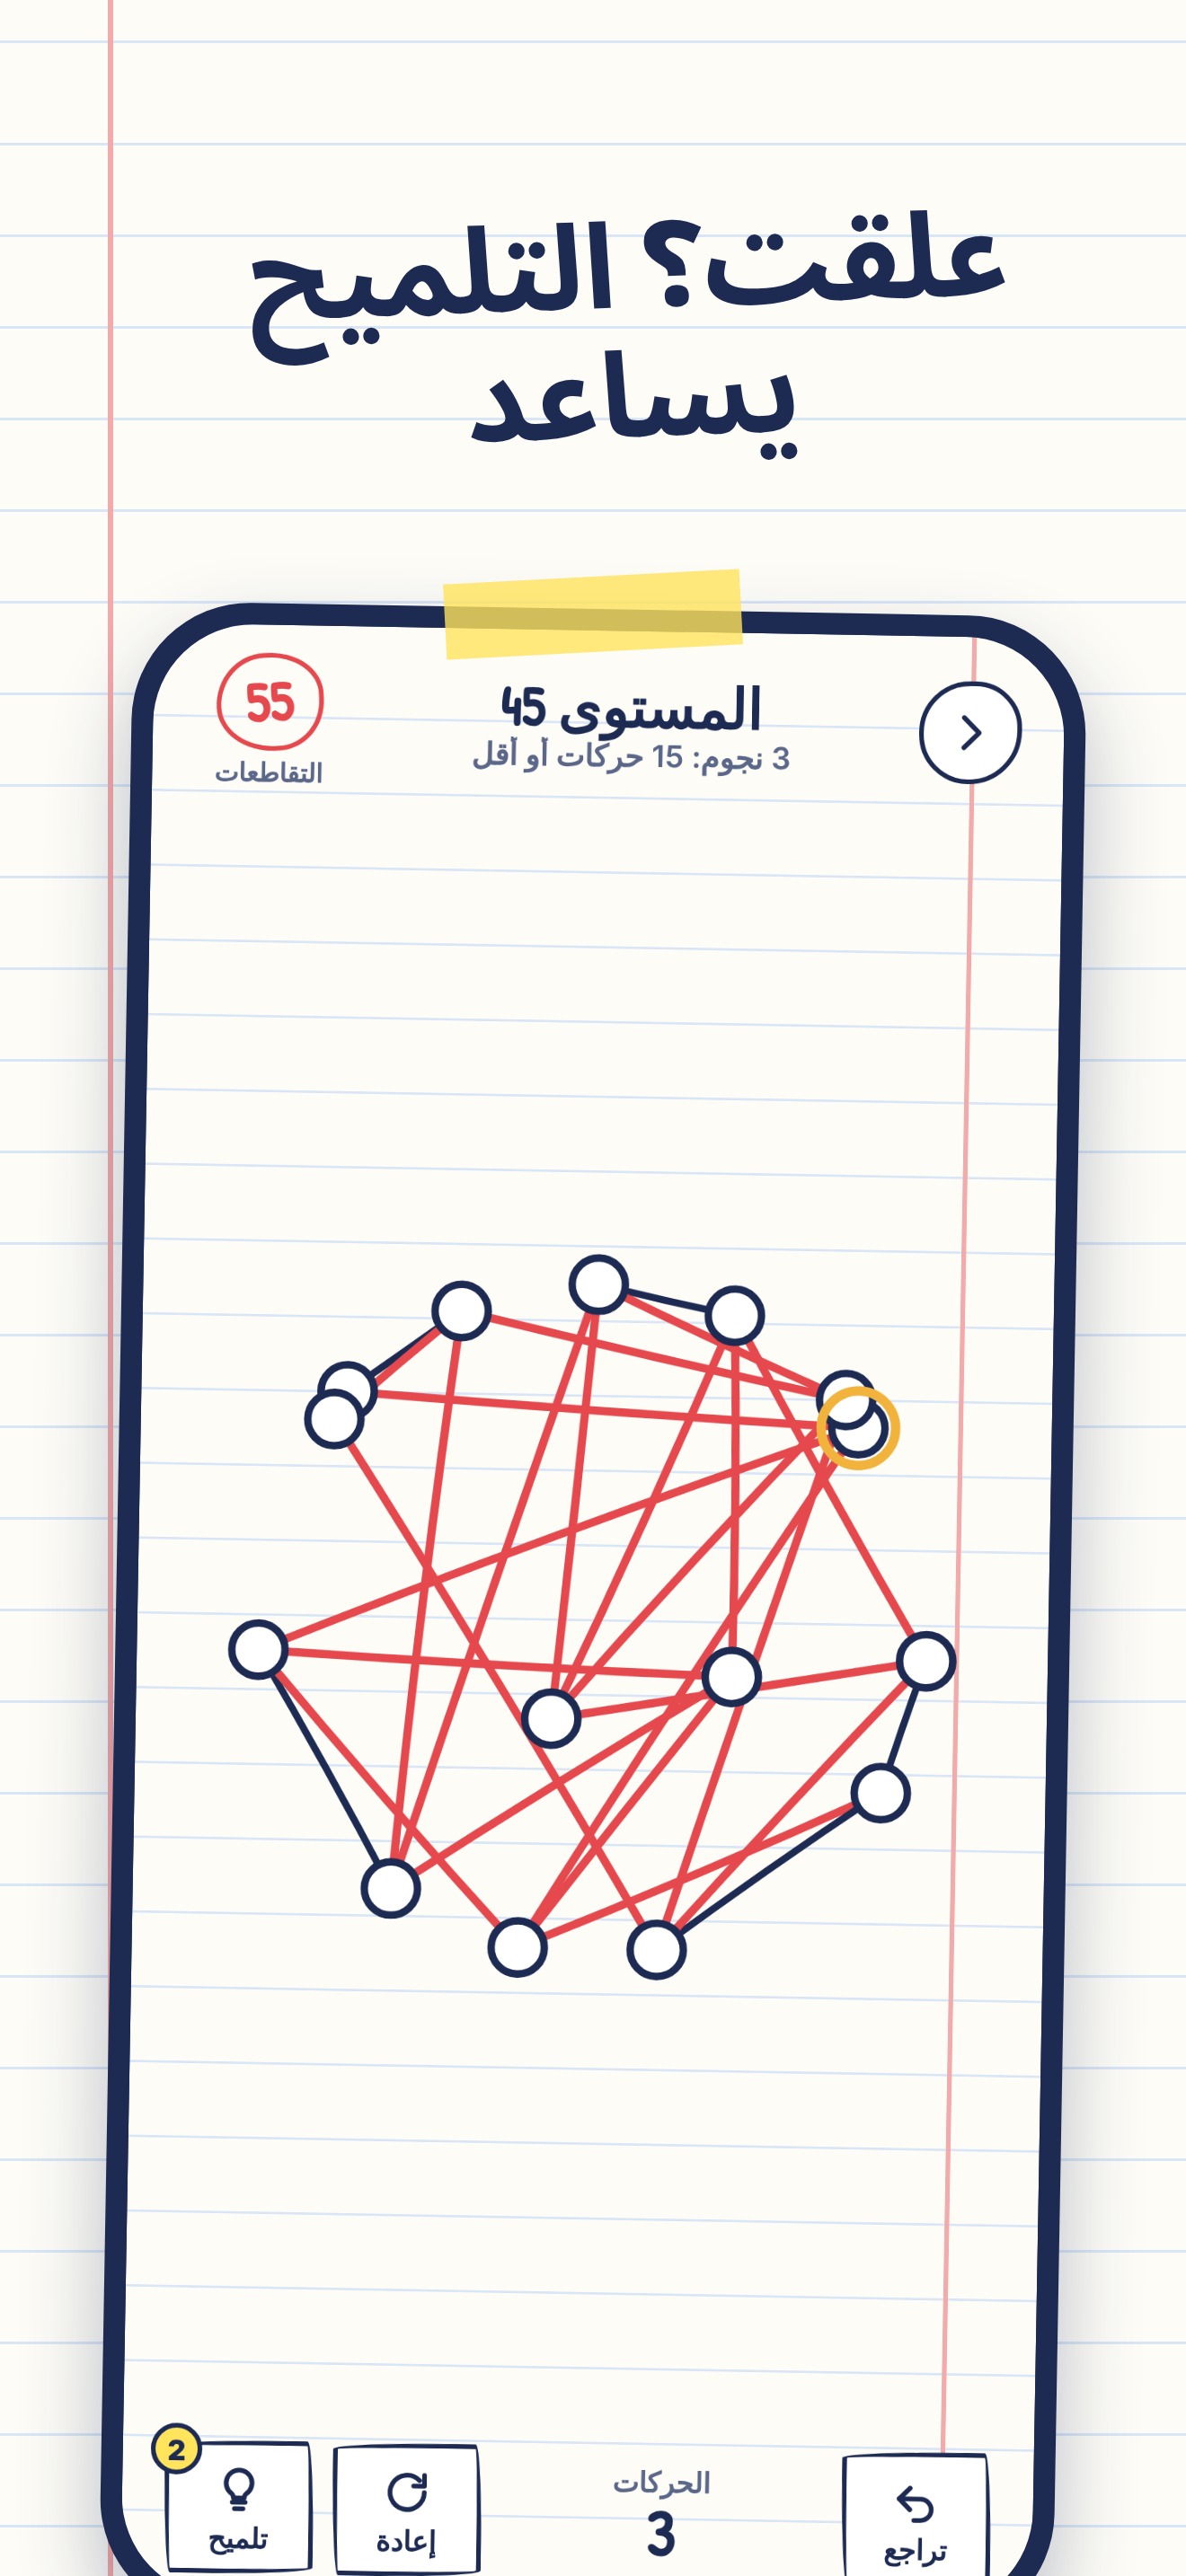 علقت؟ التلميح
يساعد
المستوى 45
3 نجوم: 15 حركات أو أقل
55
التقاطعات
2
تلميح
إعادة
الحركات
3
تراجع